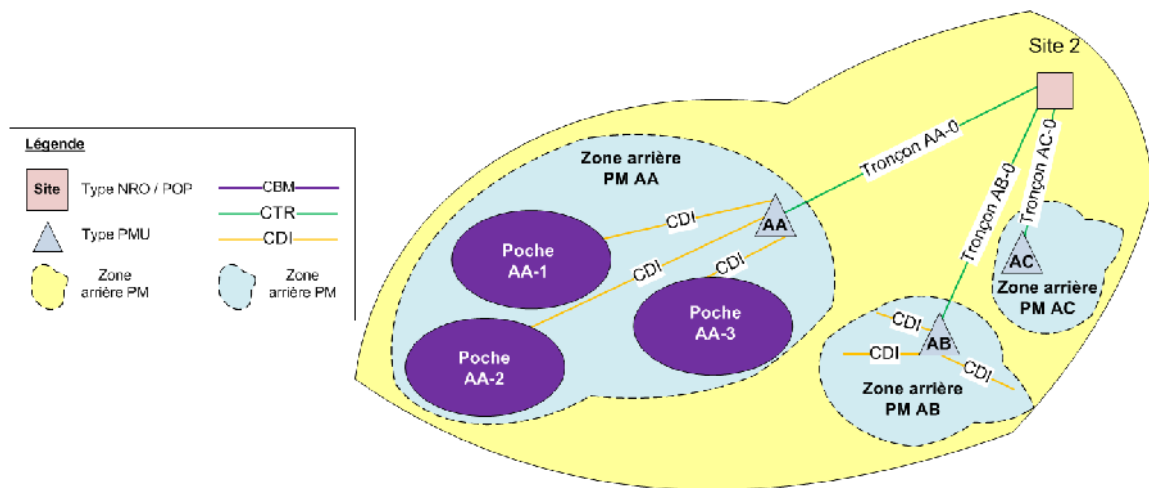 Site 2
Légende
Site
Type NRO / POP
CBM
CTR
Type PMU
CDI
Zone
arrière PM
Zone
arrière PM
Tronçon AA-0
Tronçon AB-0
Tronçon AC-0
Zone arrière
PM AA
AA
CDI
CDI
CDI
Poche
AA-1
Poche
AA-2
Poche
AA-3
AC
Zone arrière
PM AC
CDI
AB
CDI
CDI
Zone arrière
PM AB